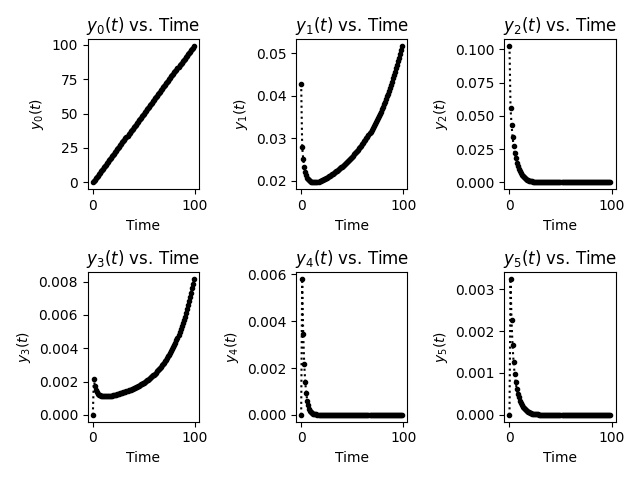 y₀(t) vs. Time
y₁(t) vs. Time
y₂(t) vs. Time
100
75
50
25
0
y₀(t)
0
100
Time
0.05
0.04
0.03
0.02
y₁(t)
0
100
Time
0.100
0.075
0.050
0.025
0.000
y₂(t)
0
100
Time
y₃(t) vs. Time
y₄(t) vs. Time
y₅(t) vs. Time
0.008
0.006
0.004
0.002
0.000
y₃(t)
0
100
Time
0.006
0.004
0.002
0.000
y₄(t)
0
100
Time
0.003
0.002
0.001
0.000
y₅(t)
0
100
Time